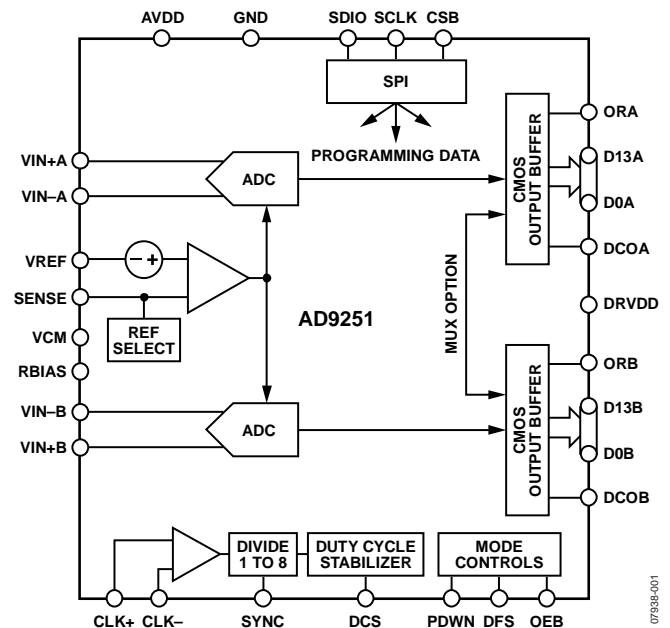 AVDD
GND
SDIO
SCLK
CSB
SPI
PROGRAMMING DATA
VIN+A
VIN–A
VREF
SENSE
VCM
RBIAS
VIN–B
VIN+B
ADC
– +
REF
SELECT
AD9251
ADC
MUX OPTION
CMOS
OUTPUT BUFFER
CMOS
OUTPUT BUFFER
ORA
D13A
D0A
DCOA
DRVDD
ORB
D13B
D0B
DCOB
DIVIDE
1 TO 8
DUTY CYCLE
STABILIZER
MODE
CONTROLS
CLK+
CLK–
SYNC
DCS
PDWN
DFS
OEB
07938-001